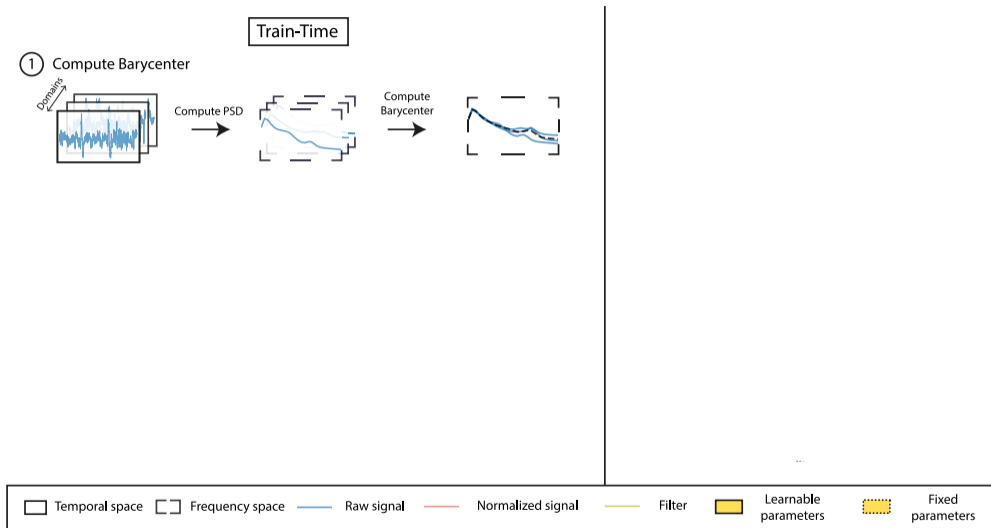 Train-Time
1 Compute Barycenter
Domains
Compute PSD
Compute
Barycenter
Temporal space
Frequency space
Raw signal
Normalized signal
Filter
Learnable
parameters
Fixed
parameters